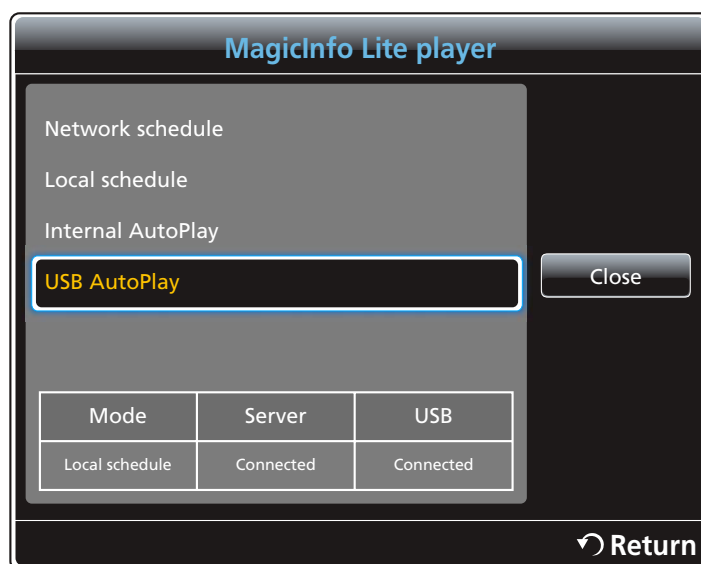 MagicInfo Lite player
Network schedule
Local schedule
Internal AutoPlay
USB AutoPlay
Close
Mode Server USB
Local schedule Connected Connected
Return